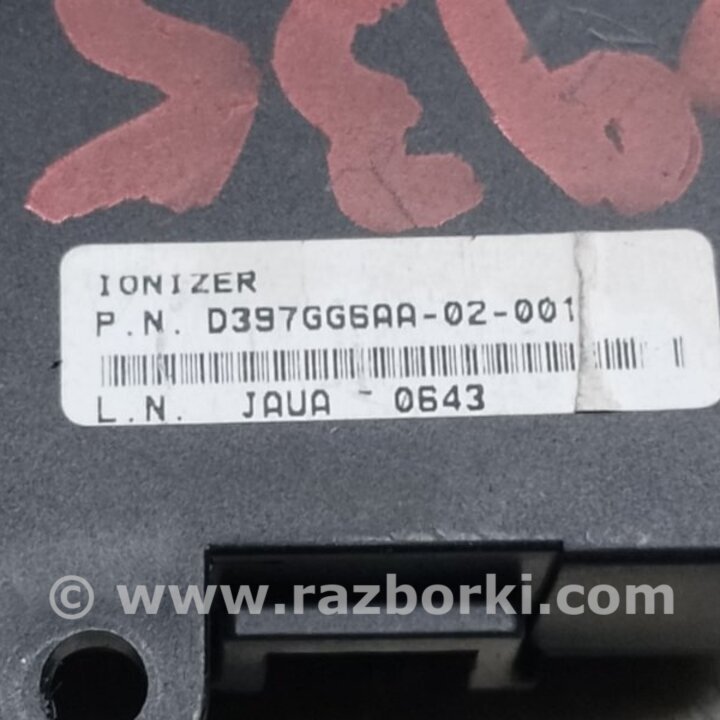 IONIZER
P.N. D397GG6AA-02-001
L.N. JAUA - 0643
© www.razborki.com